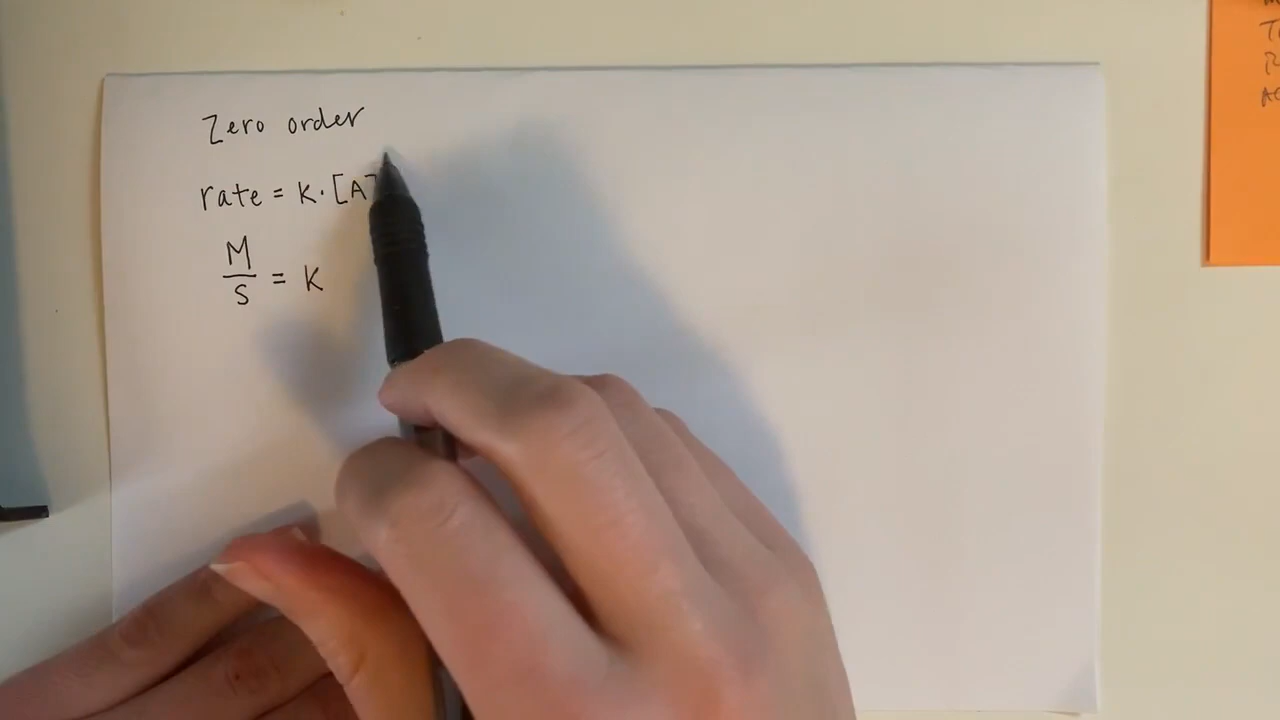 Zero order
rate = K · [A]
M/S = K